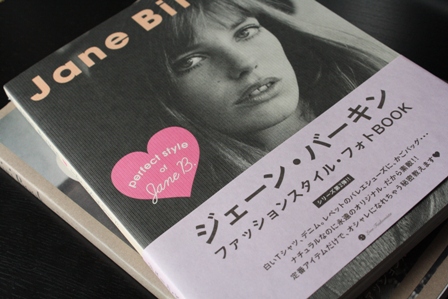 Jane Bir
perfect style
of
Jane B.
ジェーン・バーキン
ファッションスタイル・フォトBOOK
シリーズ第2弾!!
白いTシャツ、デニム、レペットのバレエシューズに、かごバッグ・・・
ナチュラルなのに永遠のオリジナル。だから素敵!!
定番アイテムだけで、オシャレになれちゃう秘密教えます♥